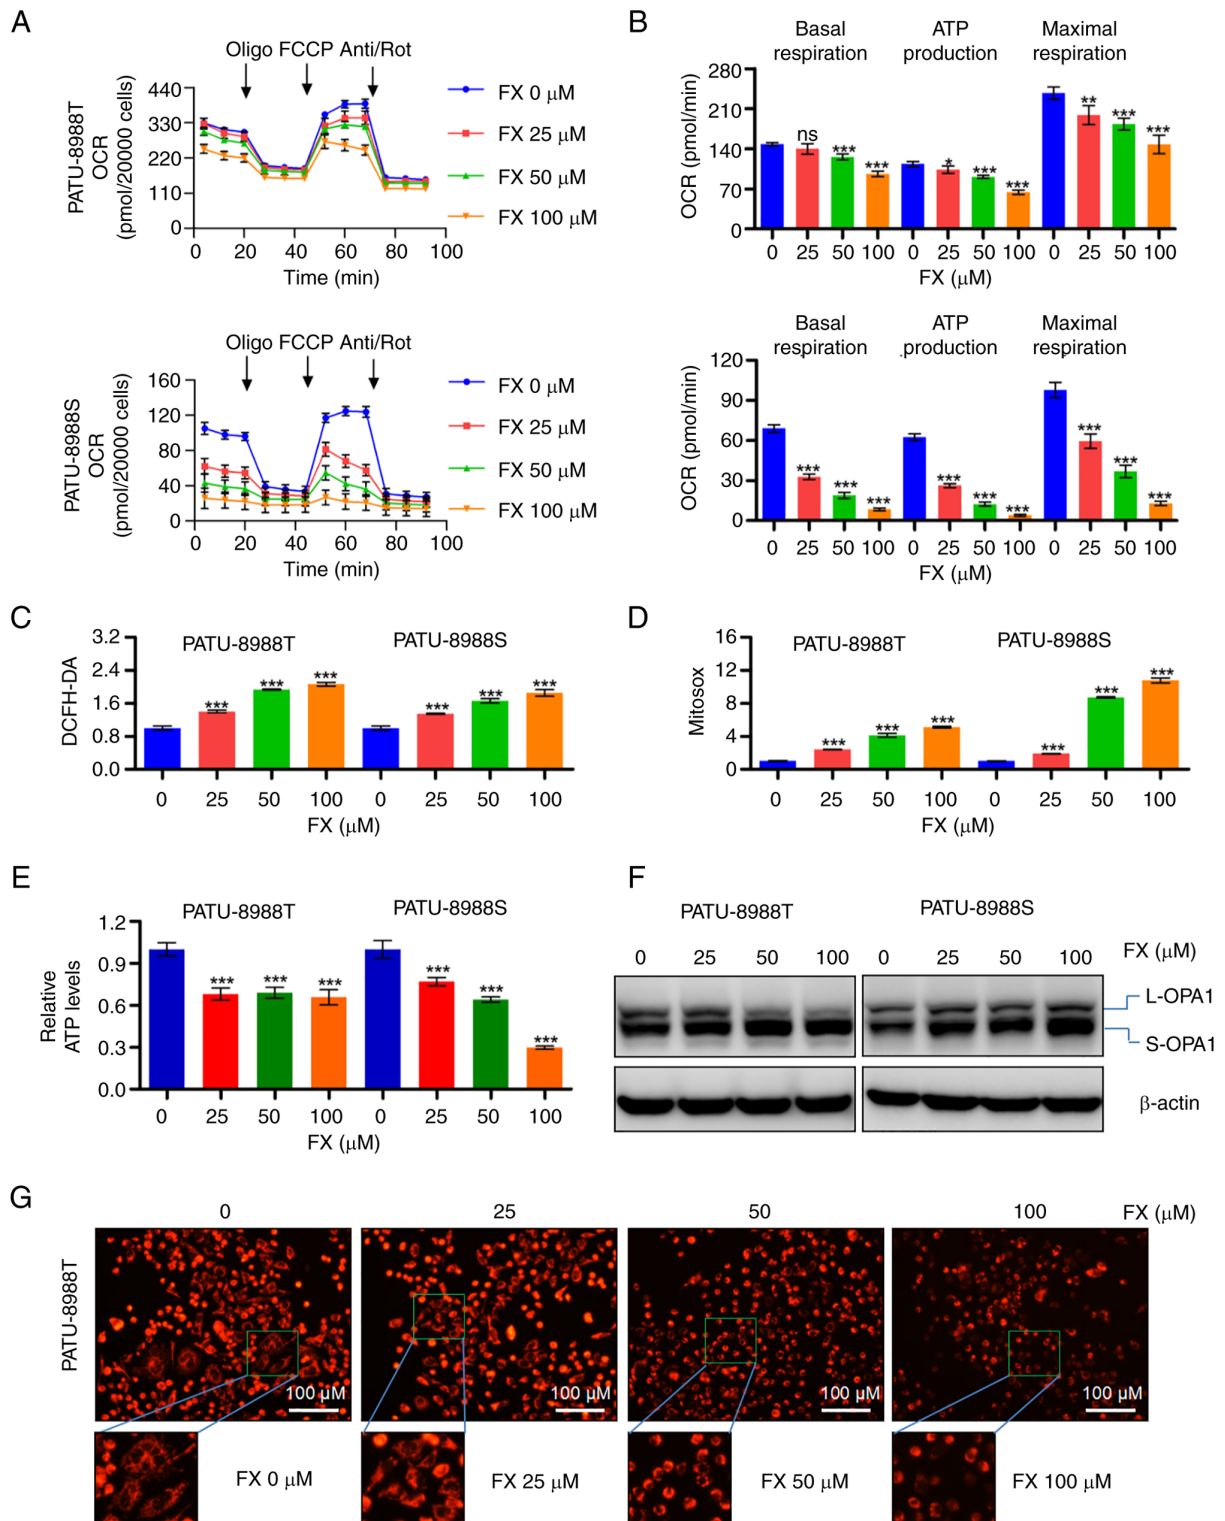 A
Oligo FCCP Anti/Rot
PATU-8988T
OCR
(pmol/20000 cells)
440
330
220
110
0
0 20 40 60 80 100
Time (min)
FX 0 μM
FX 25 μM
FX 50 μM
FX 100 μM
Oligo FCCP Anti/Rot
PATU-8988S
OCR
(pmol/20000 cells)
160
120
80
40
0
0 20 40 60 80 100
Time (min)
FX 0 μM
FX 25 μM
FX 50 μM
FX 100 μM
B
Basal respiration
ATP production
Maximal respiration
OCR (pmol/min)
280
210
140
70
0
ns *** *** * *** *** ** *** ***
0 25 50 100 0 25 50 100 0 25 50 100
FX (μM)
Basal respiration
ATP production
Maximal respiration
OCR (pmol/min)
120
90
60
30
0
*** *** *** *** *** *** *** *** ***
0 25 50 100 0 25 50 100 0 25 50 100
FX (μM)
C
PATU-8988T PATU-8988S
DCFH-DA
3.2
2.4
1.6
0.8
0.0
*** *** *** *** *** ***
0 25 50 100 0 25 50 100
FX (μM)
D
PATU-8988T PATU-8988S
Mitosox
16
12
8
4
0
*** *** *** *** *** ***
0 25 50 100 0 25 50 100
FX (μM)
E
PATU-8988T PATU-8988S
Relative
ATP levels
1.2
0.9
0.6
0.3
0.0
*** *** *** *** *** ***
0 25 50 100 0 25 50 100
FX (μM)
F
PATU-8988T PATU-8988S
0 25 50 100 0 25 50 100 FX (μM)
L-OPA1
S-OPA1
β-actin
G
0 25 50 100 FX (μM)
PATU-8988T
100 μM 100 μM 100 μM 100 μM
FX 0 μM FX 25 μM FX 50 μM FX 100 μM